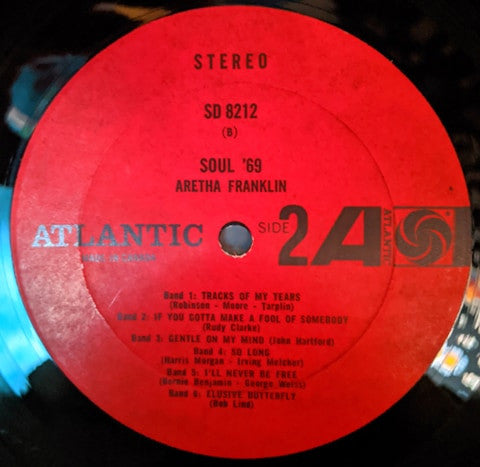 STEREO
SD 8212
(B)
SOUL '69
ARETHA FRANKLIN
ATLANTIC
MADE IN CANADA
SIDE 2
A
ATLANTIC
Band 1: TRACKS OF MY TEARS
(Robinson - Moore - Tarplin)
Band 2: IF YOU GOTTA MAKE A FOOL OF SOMEBODY
(Rudy Clarke)
Band 3: GENTLE ON MY MIND (John Hartford)
Band 4: SO LONG
(Harris Morgan - Irving Melcher)
Band 5: I'LL NEVER BE FREE
(Bernie Benjamin - George Weiss)
Band 6: ELUSIVE BUTTERFLY
(Bob Lind)